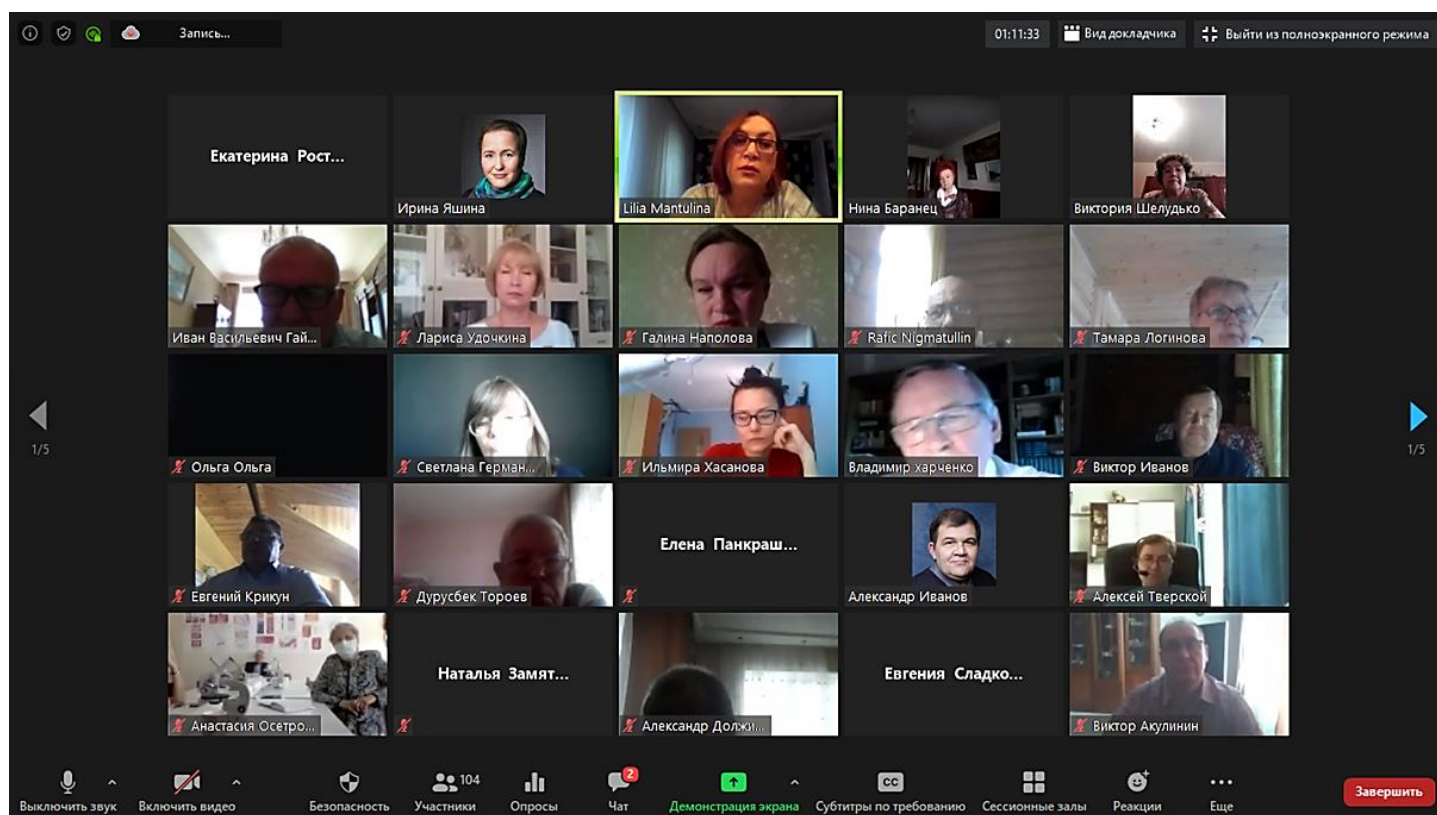 Запись...
01:11:33
Вид докладчика
Выйти из полноэкранного режима
Екатерина Рост...
Ирина Яшина
Lilia Mantulina
Нина Баранец
Виктория Шелудько
Иван Васильевич Гай...
Лариса Удочкина
Галина Наполова
Rafic Nigmatullin
Тамара Логинова
Ольга Ольга
Светлана Герман...
Ильмира Хасанова
Владимир харченко
Виктор Иванов
1/5
1/5
Евгений Крикун
Дурусбек Тороев
Елена Панкраш...
Александр Иванов
Алексей Тверской
Анастасия Осетро...
Наталья Замят...
Александр Должи...
Евгения Сладко...
Виктор Акулинин
104
2
CC
Выключить звук
Включить видео
Безопасность
Участники
Опросы
Чат
Демонстрация экрана
Субтитры по требованию
Сессионные залы
Реакции
Еще
Завершить